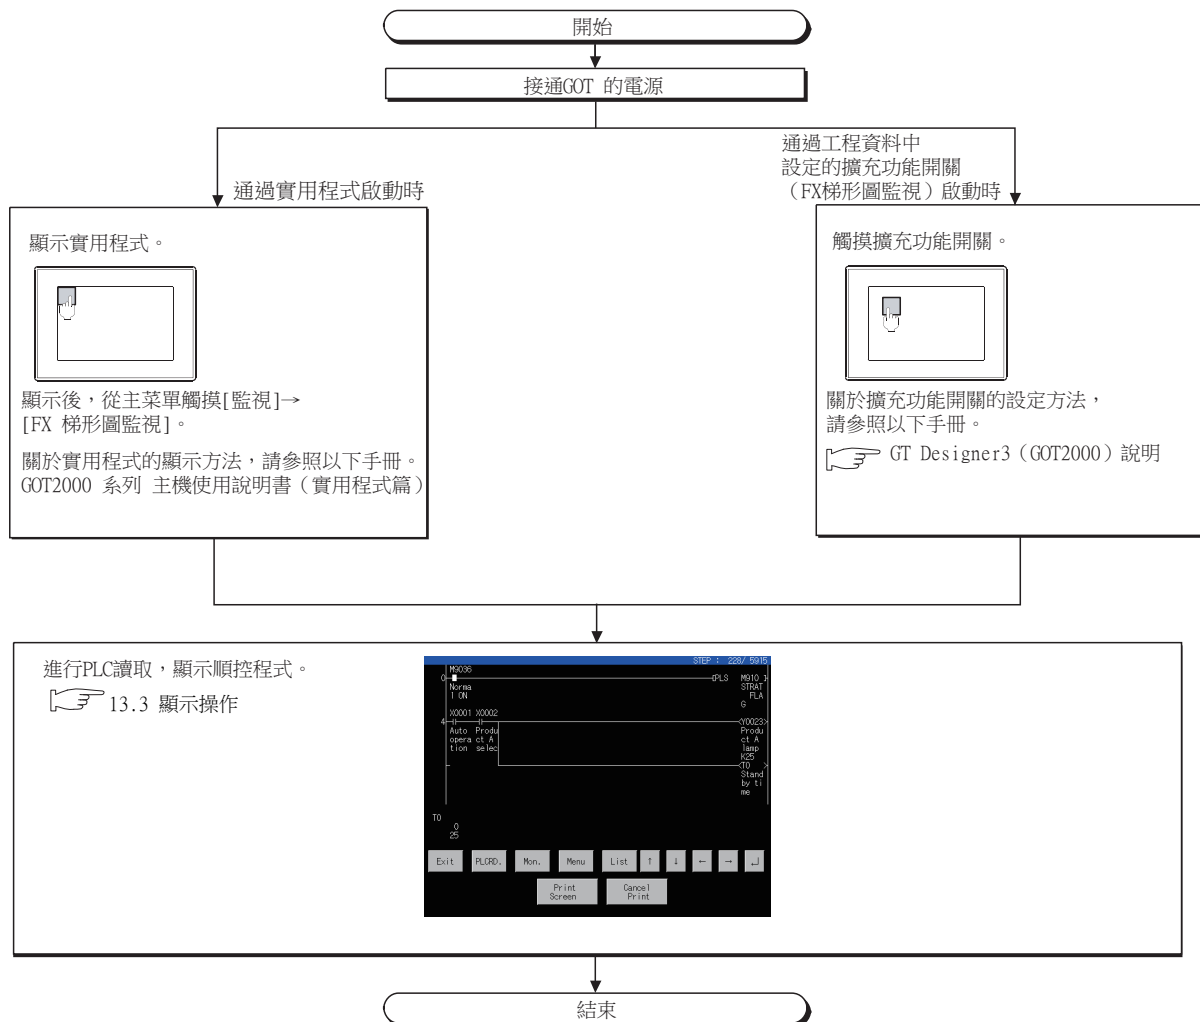 開始
接通GOT 的電源
通過實用程式啟動時
通過工程資料中
設定的擴充功能開關
（FX梯形圖監視）啟動時
顯示實用程式。
顯示後，從主菜單觸摸[監視]→
[FX 梯形圖監視]。
關於實用程式的顯示方法，請參照以下手冊。
GOT2000 系列 主機使用說明書（實用程式篇）
觸摸擴充功能開關。
關於擴充功能開關的設定方法，
請參照以下手冊。
GT Designer3（GOT2000）說明
進行PLC讀取，顯示順控程式。
13.3 顯示操作
STEP : 228/ 5915
M9036
0 PLS M910
Norma STRAT
l ON FLA
G
X0001 X0002
4 Y0023
Auto Produ Produ
opera ct A ct A
tion selec lamp
K25
T0
Stand
by ti
me
T0
0
25
Exit PLCRD. Mon. Menu List ↑ ↓ ← → ↵
Print Cancel
Screen Print
結束